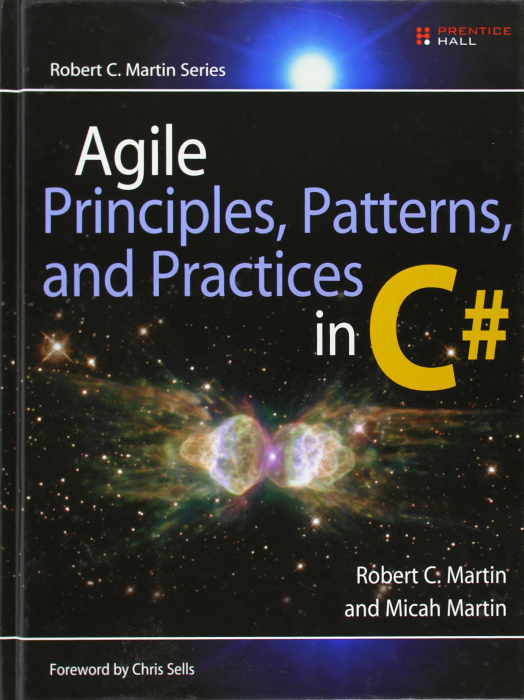 PRENTICE
HALL
Robert C. Martin Series
Agile
Principles, Patterns,
and Practices
in C#
Robert C. Martin
and Micah Martin
Foreword by Chris Sells